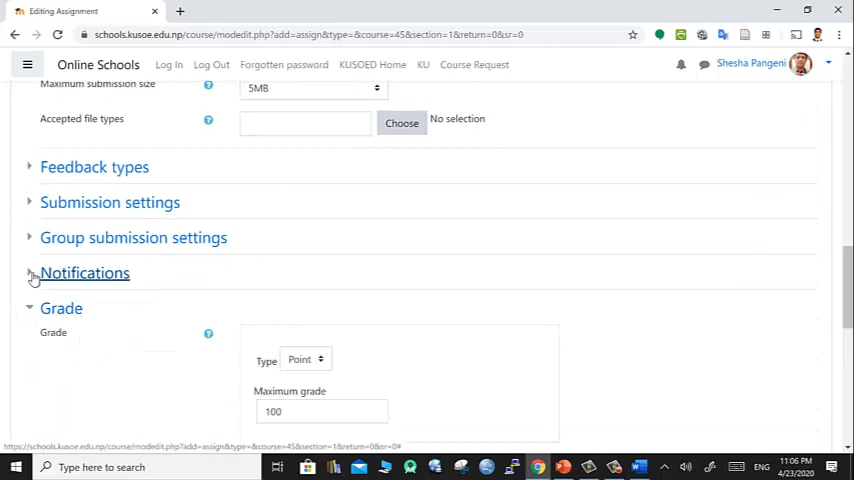 Editing Assignment
schools.kusoe.edu.np/course/modedit.php?add=assign&type=&course=45&section=1&return=0&sr=0
Online Schools Log In Log Out Forgotten password KUSOED Home KU Course Request Shesha Pangeni
Maximum submission size 5MB
Accepted file types Choose No selection
Feedback types
Submission settings
Group submission settings
Notifications
Grade
Grade
Type Point
Maximum grade
100
https://schools.kusoe.edu.np/course/modedit.php?add=assign&type=&course=45&section=1&return=0&sr=0#
Type here to search ENG 11:06 PM
4/23/2020